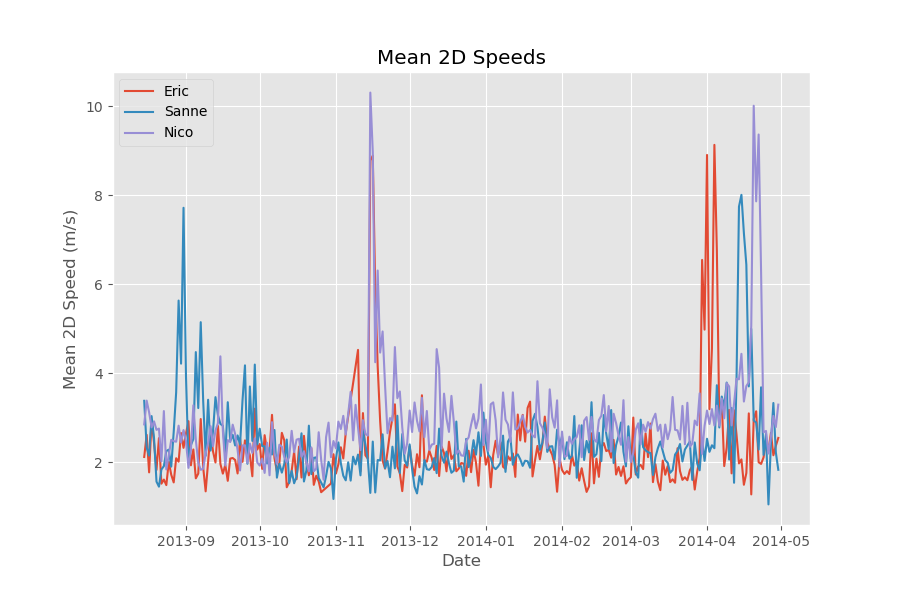 Mean 2D Speeds
Eric
Sanne
Nico
10
8
6
4
2
Mean 2D Speed (m/s)
2013-09 2013-10 2013-11 2013-12 2014-01 2014-02 2014-03 2014-04 2014-05
Date